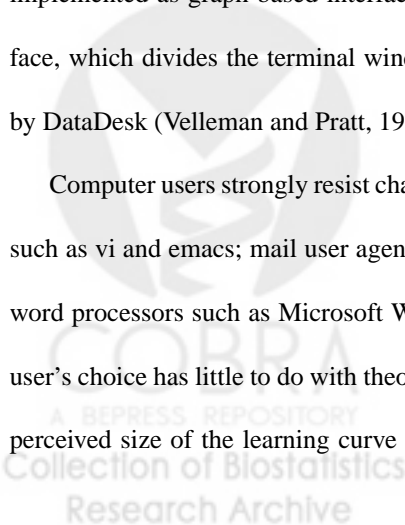 implemented as graph-based interfac
face, which divides the terminal wind
by DataDesk (Velleman and Pratt, 19
Computer users strongly resist cha
such as vi and emacs; mail user agen
word processors such as Microsoft W
user's choice has little to do with theo
COBRA
A BEPRESS REPOSITORY
perceived size of the learning curve
Collection of Biostatistics
Research Archive